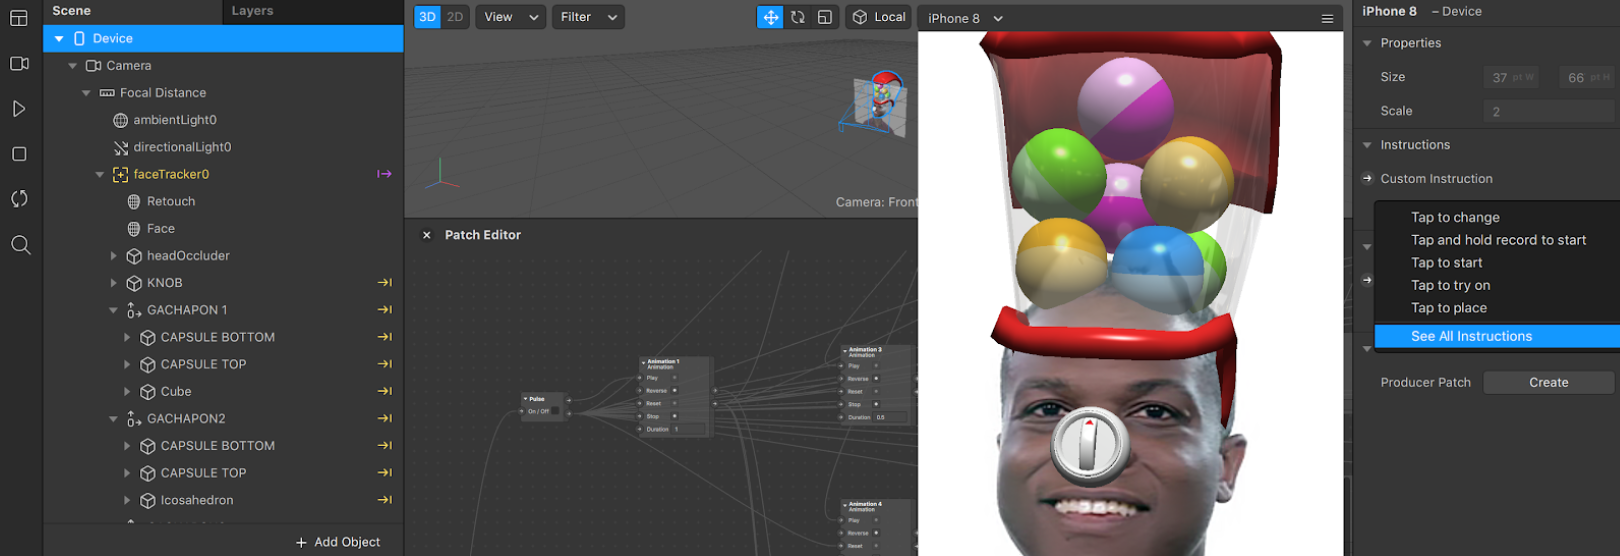 Scene
Layers
Device
Camera
Focal Distance
ambientLight0
directionalLight0
faceTracker0
Retouch
Face
headOccluder
KNOB
GACHAPON 1
CAPSULE BOTTOM
CAPSULE TOP
Cube
GACHAPON2
CAPSULE BOTTOM
CAPSULE TOP
Icosahedron
+ Add Object
3D 2D
View
Filter
Local
Camera: Front
Patch Editor
Pulse
On / Off
Animation 1
Animation
Play
Reverse
Reset
Stop
Duration 1
Animation 3
Animation
Play
Reverse
Reset
Stop
Duration 0.5
Animation 4
Animation
Play
Reverse
Reset
iPhone 8
iPhone 8 – Device
Properties
Size 37 pt W 66 pt H
Scale 2
Instructions
Custom Instruction
Tap to change
Tap and hold record to start
Tap to start
Tap to try on
Tap to place
See All Instructions
Producer Patch Create